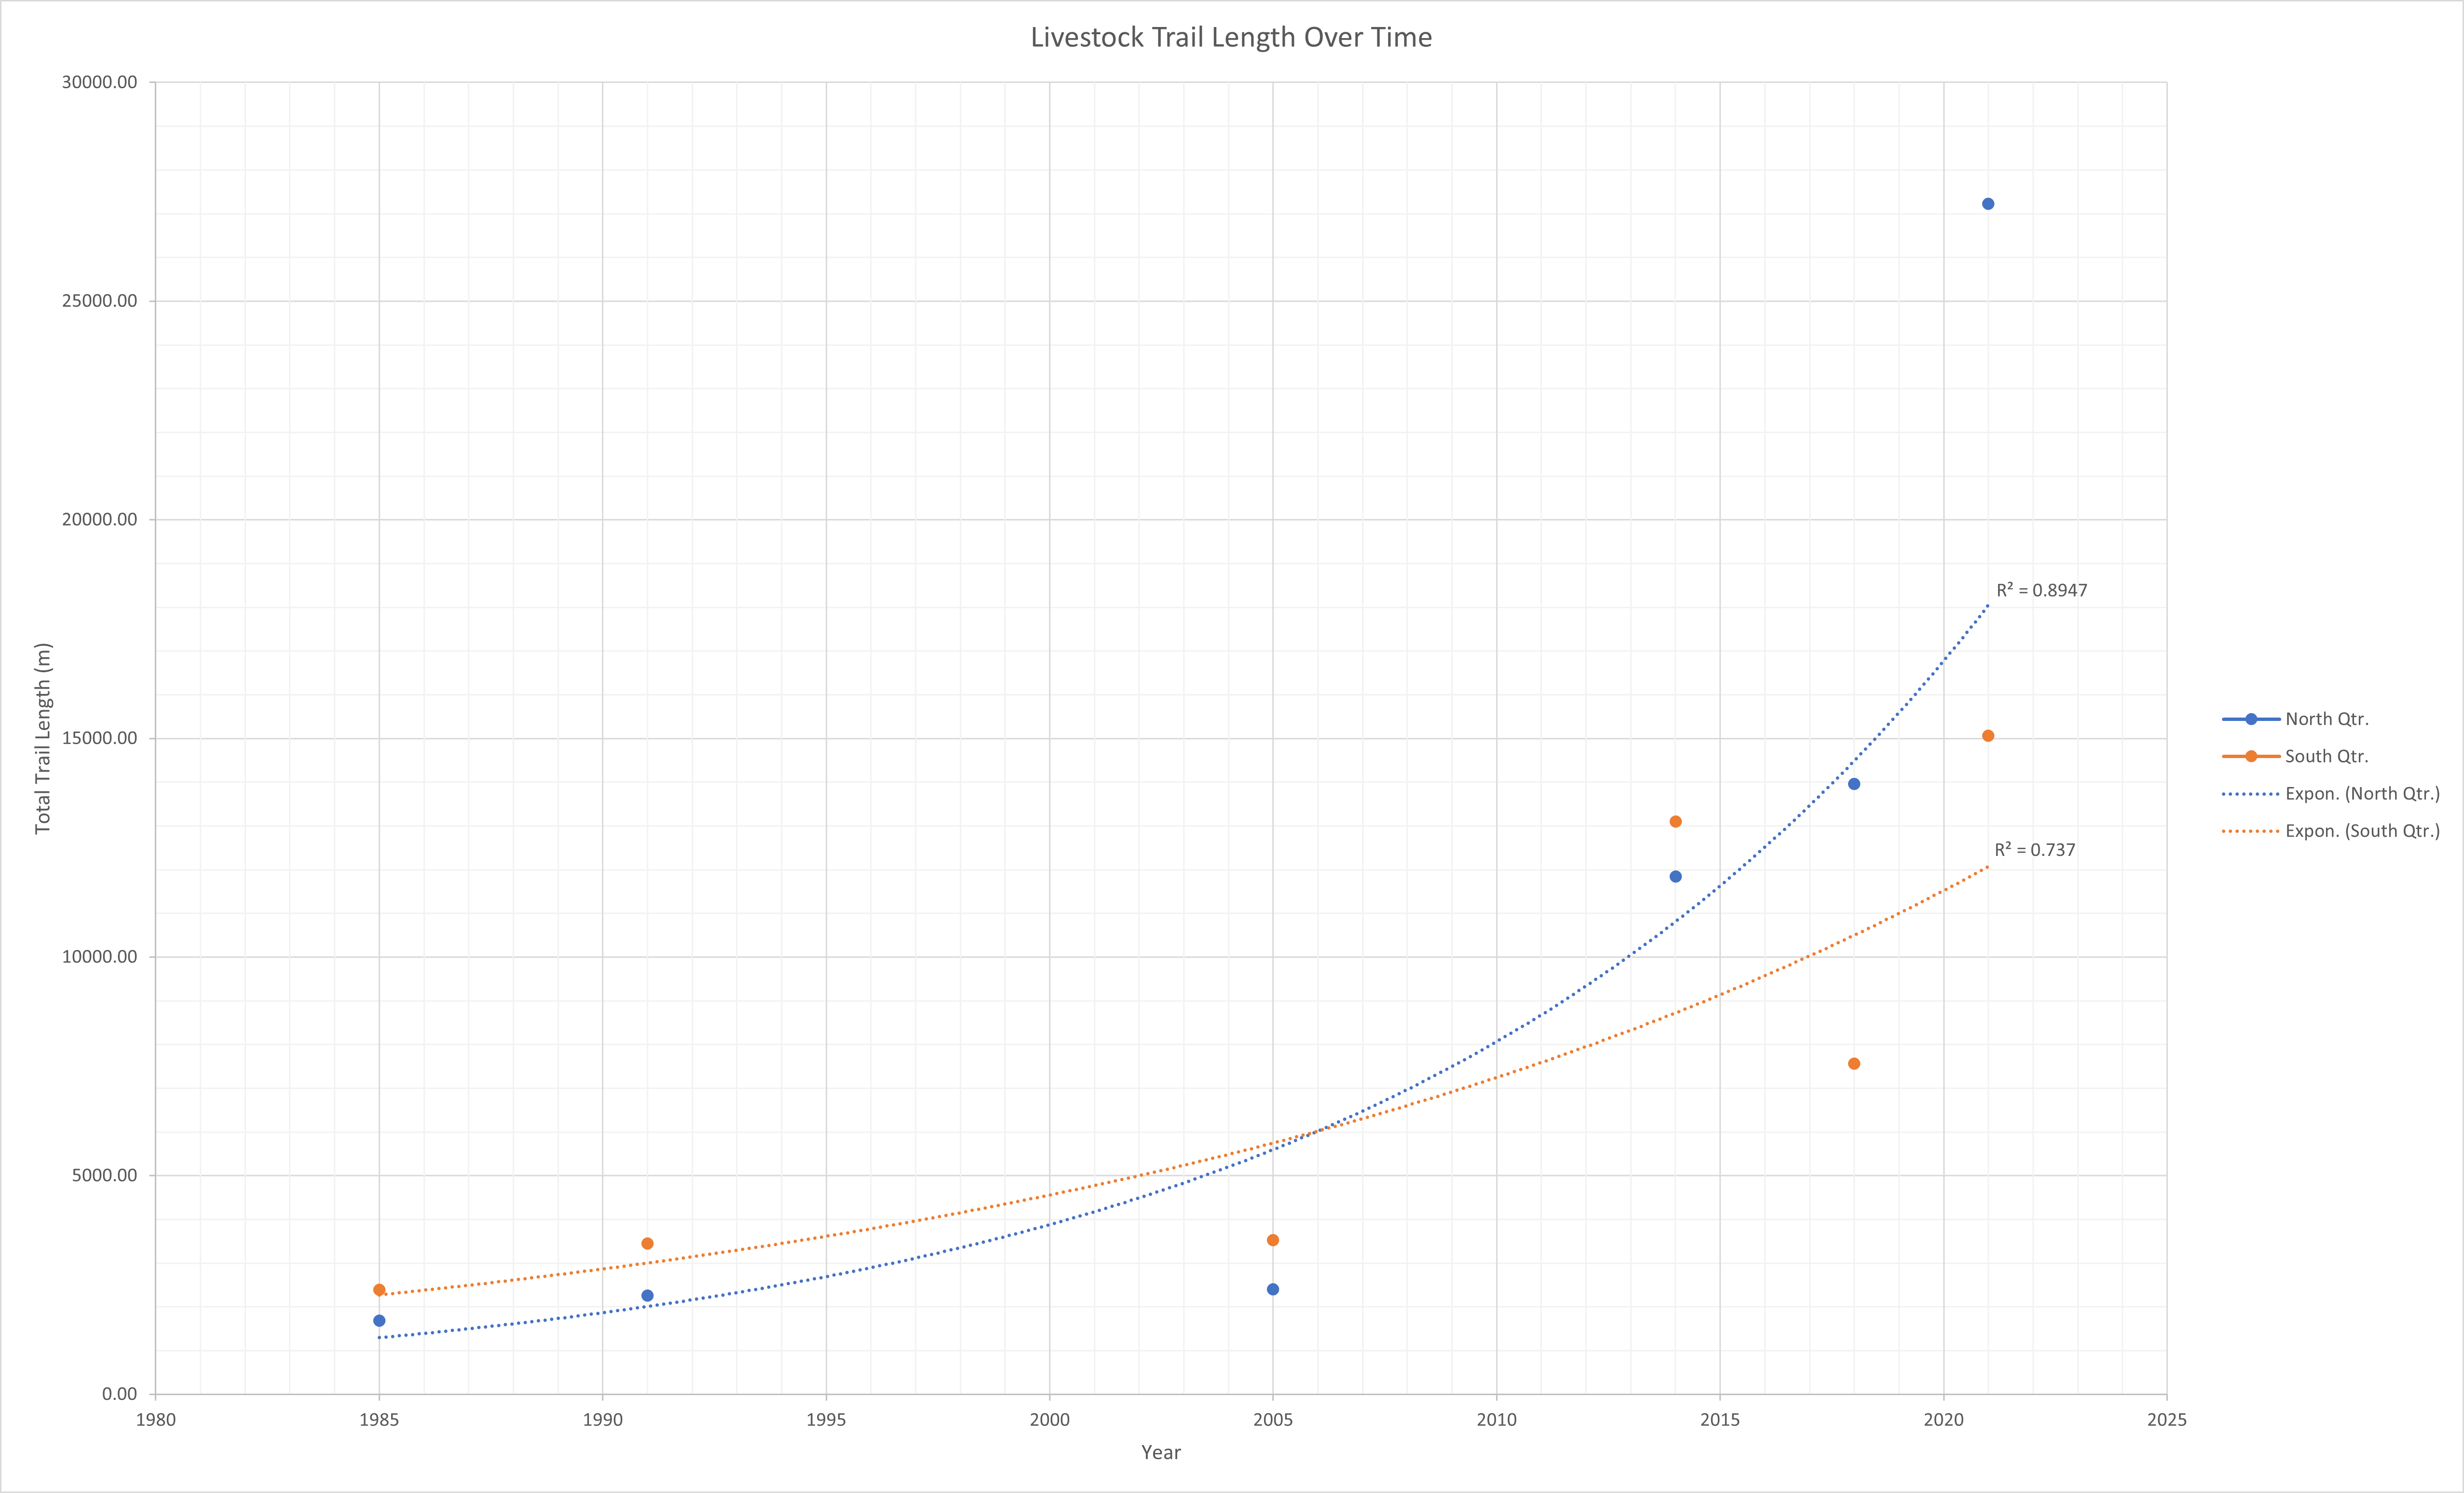 Livestock Trail Length Over Time
30000.00
25000.00
20000.00
15000.00
10000.00
5000.00
0.00
Total Trail Length (m)
1980
1985
1990
1995
2000
2005
2010
2015
2020
2025
Year
R² = 0.8947
R² = 0.737
North Qtr.
South Qtr.
Expon. (North Qtr.)
Expon. (South Qtr.)